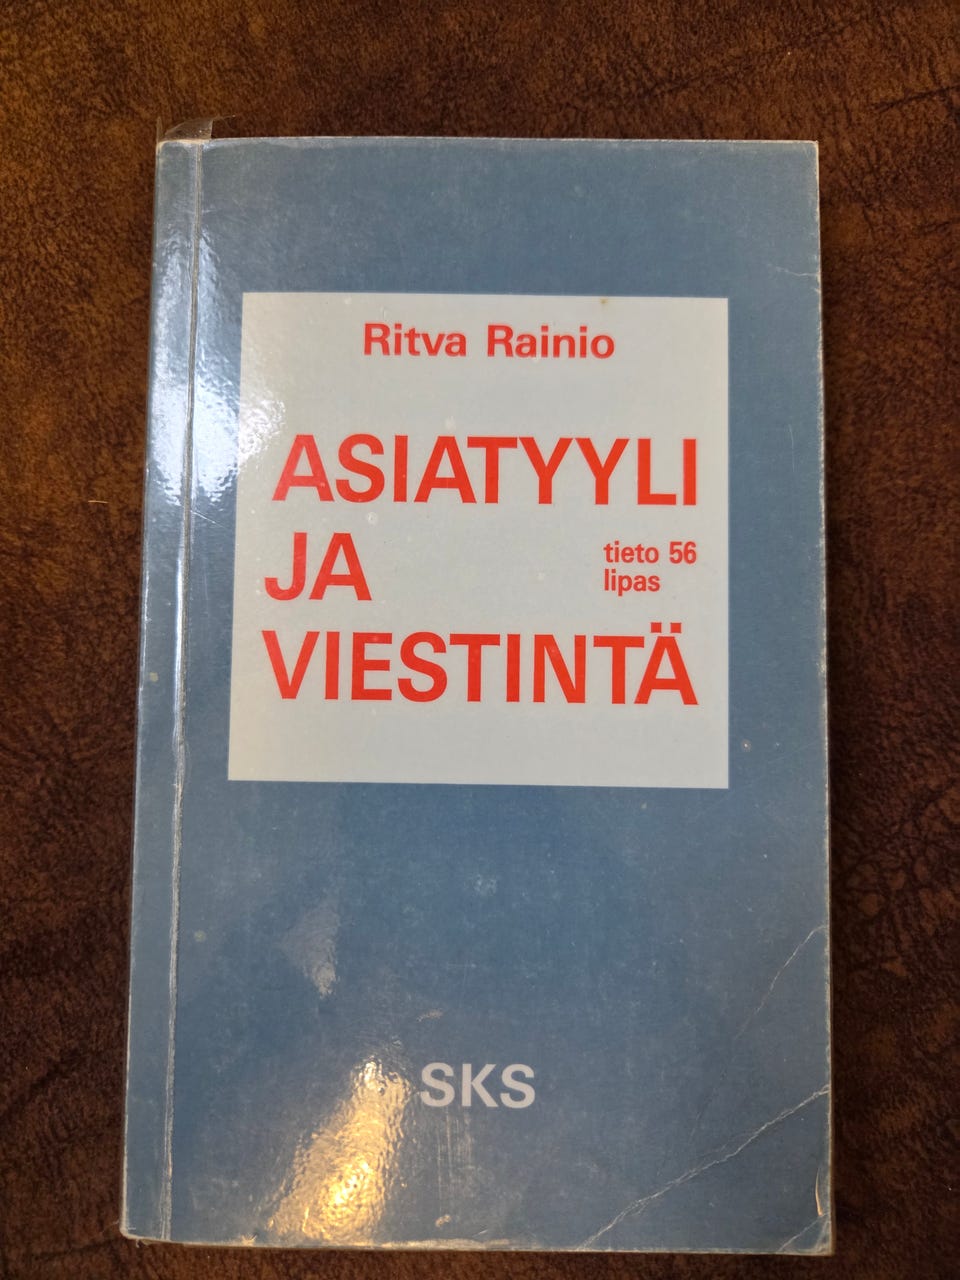 Ritva Rainio
ASIATYYLI
JA
tieto 56
lipas
VIESTINTÄ
SKS